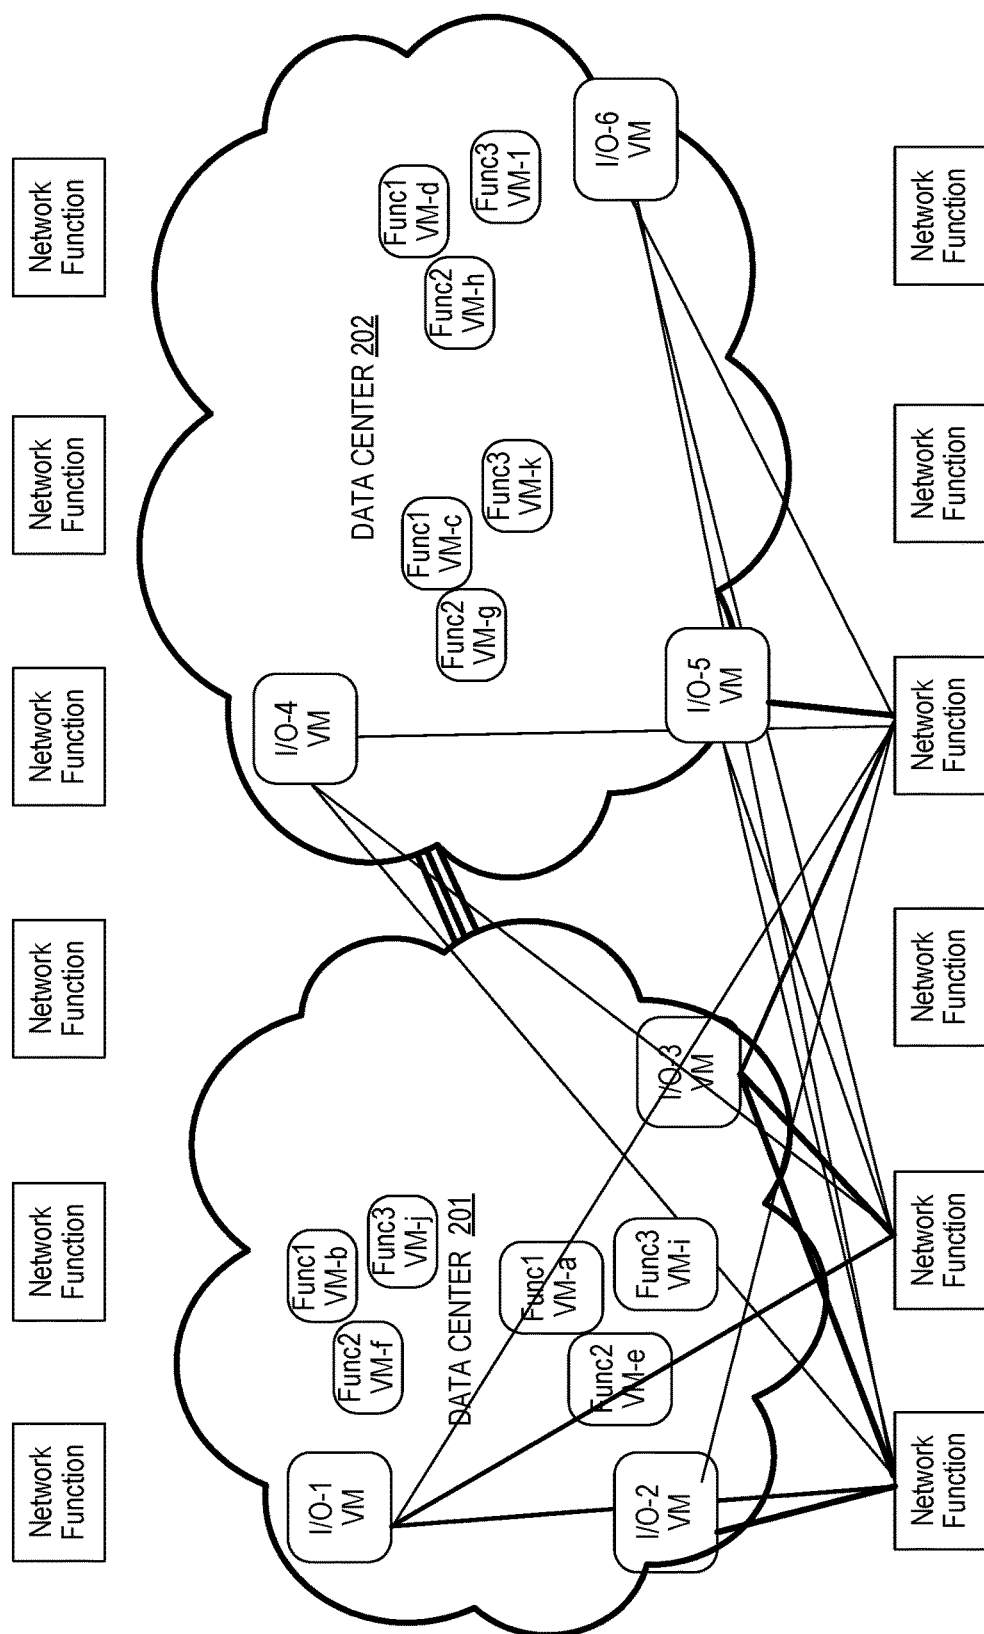 Network
Function
Network
Function
Network
Function
Network
Function
Network
Function
Network
Function
I/O-1
VM
Func2
VM-f
Func1
VM-b
Func3
VM-j
DATA CENTER 201
Func2
VM-e
Func1
VM-a
Func3
VM-i
I/O-2
VM
I/O-3
VM
I/O-4
VM
DATA CENTER 202
Func2
VM-g
Func1
VM-c
Func3
VM-k
Func2
VM-h
Func1
VM-d
Func3
VM-1
I/O-5
VM
I/O-6
VM
Network
Function
Network
Function
Network
Function
Network
Function
Network
Function
Network
Function